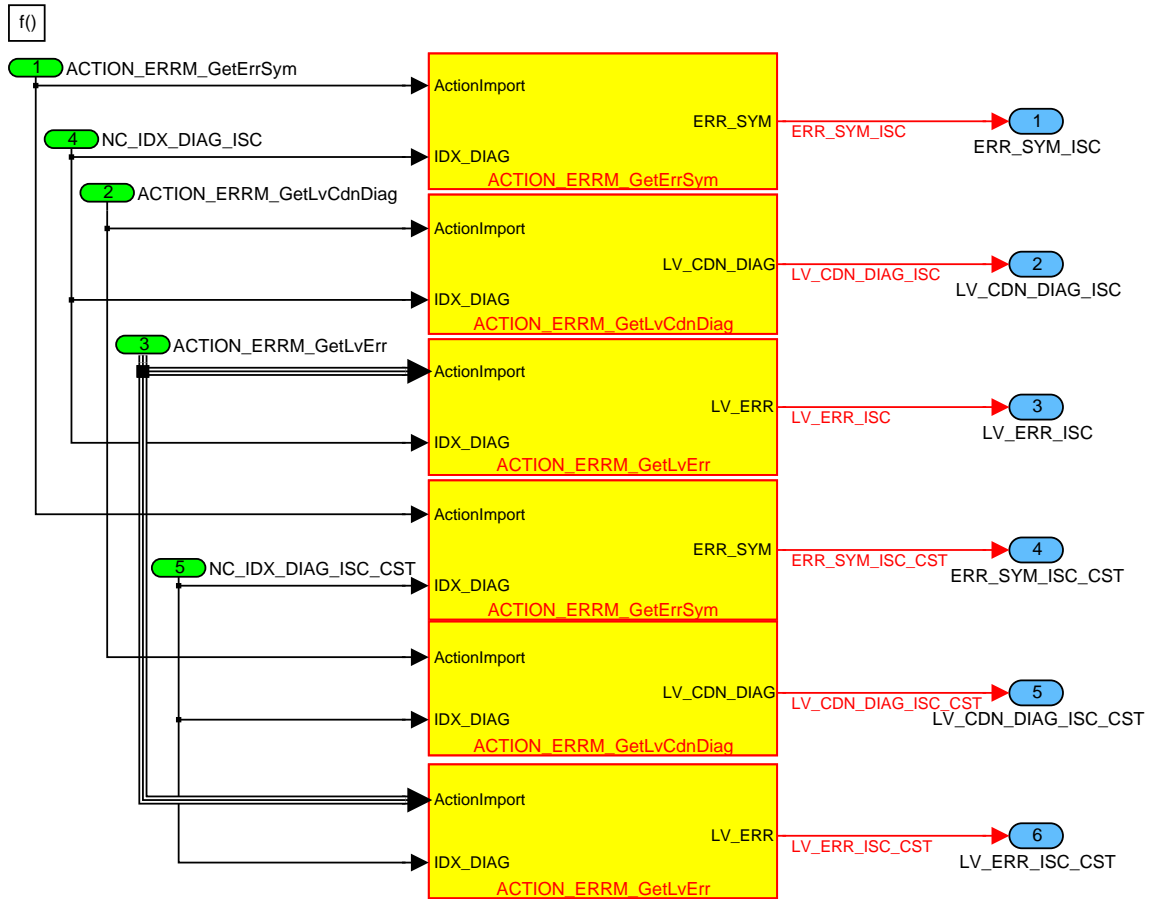 f()
1 ACTION_ERRM_GetErrSym
ActionImport
ERR_SYM
ERR_SYM_ISC
1
ERR_SYM_ISC
4 NC_IDX_DIAG_ISC
IDX_DIAG
ACTION_ERRM_GetErrSym
2 ACTION_ERRM_GetLvCdnDiag
ActionImport
LV_CDN_DIAG
LV_CDN_DIAG_ISC
2
LV_CDN_DIAG_ISC
IDX_DIAG
ACTION_ERRM_GetLvCdnDiag
3 ACTION_ERRM_GetLvErr
ActionImport
LV_ERR
LV_ERR_ISC
3
LV_ERR_ISC
IDX_DIAG
ACTION_ERRM_GetLvErr
ActionImport
ERR_SYM
ERR_SYM_ISC_CST
4
ERR_SYM_ISC_CST
5 NC_IDX_DIAG_ISC_CST
IDX_DIAG
ACTION_ERRM_GetErrSym
ActionImport
LV_CDN_DIAG
LV_CDN_DIAG_ISC_CST
5
LV_CDN_DIAG_ISC_CST
IDX_DIAG
ACTION_ERRM_GetLvCdnDiag
ActionImport
LV_ERR
LV_ERR_ISC_CST
6
LV_ERR_ISC_CST
IDX_DIAG
ACTION_ERRM_GetLvErr